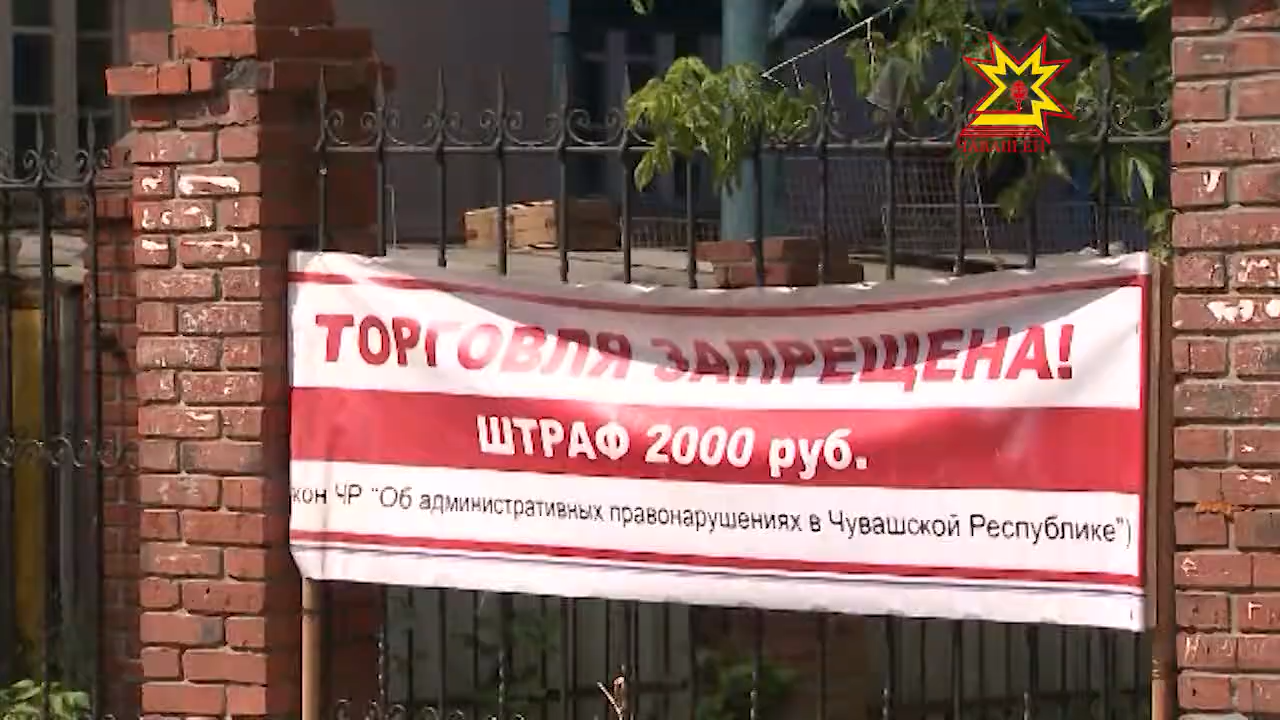 ТОРГОВЛЯ ЗАПРЕЩЕНА!
ШТРАФ 2000 руб.
кон ЧР "Об административных правонарушениях в Чувашской Республике")